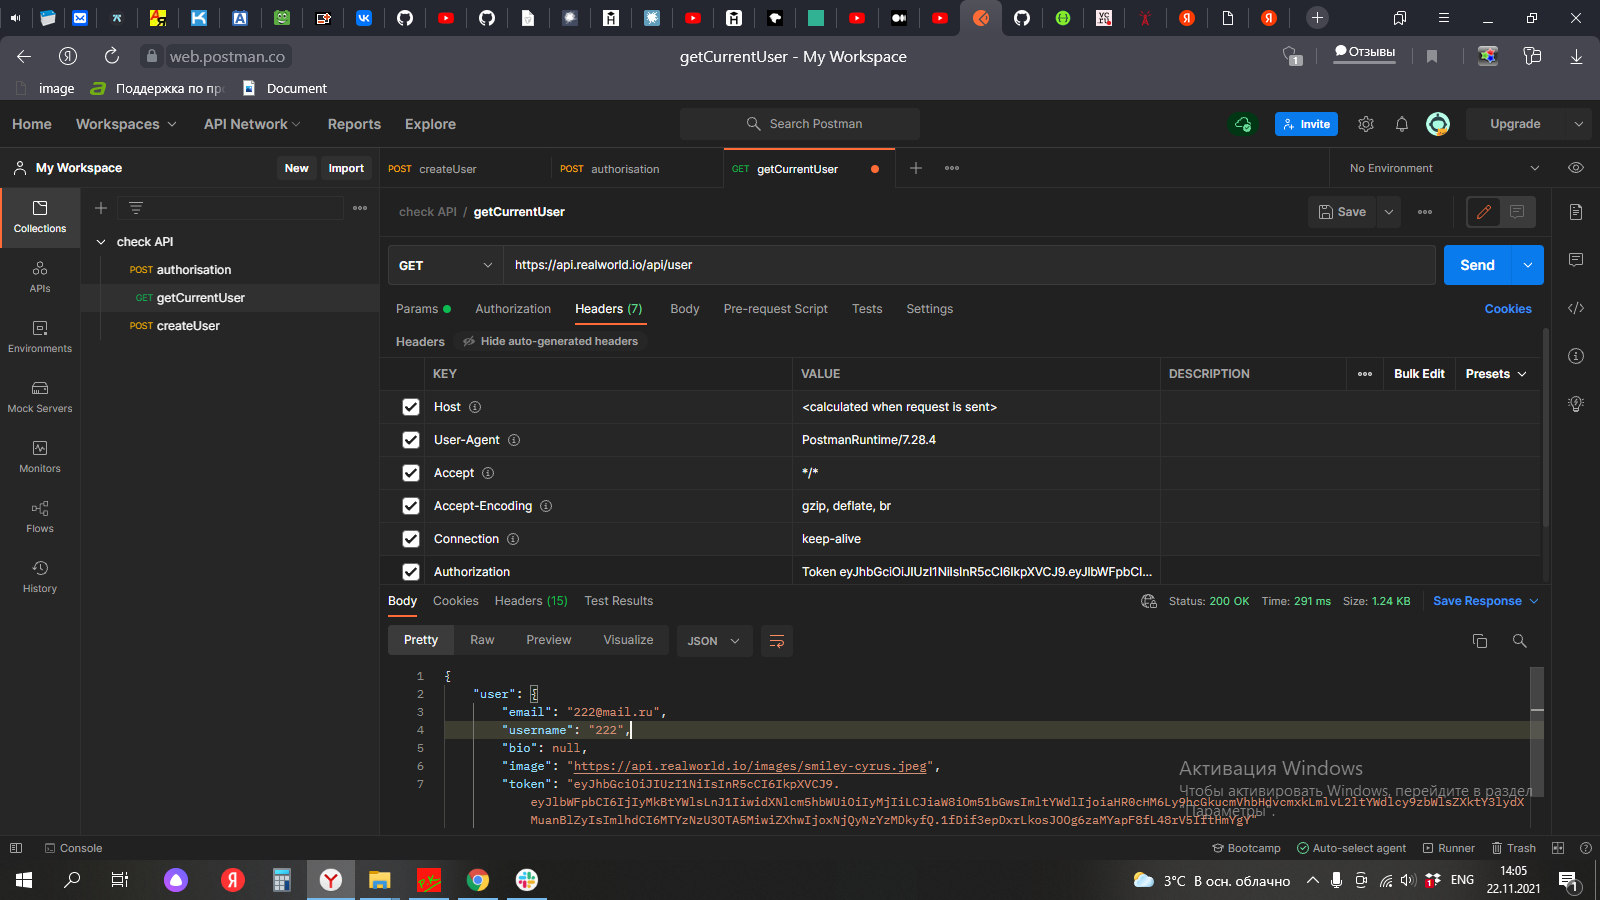 web.postman.co
getCurrentUser - My Workspace
1
Отзывы
image
Поддержка по пр
Document
Home
Workspaces
API Network
Reports
Explore
Search Postman
Invite
Upgrade
My Workspace
New
Import
POST createUser
POST authorisation
GET getCurrentUser
No Environment
Collections
APIs
Environments
Mock Servers
Monitors
Flows
History
check API
POST authorisation
GET getCurrentUser
POST createUser
check API / getCurrentUser
Save
GET
https://api.realworld.io/api/user
Send
Params
Authorization
Headers (7)
Body
Pre-request Script
Tests
Settings
Cookies
Headers
Hide auto-generated headers
KEY
VALUE
DESCRIPTION
Bulk Edit
Presets
Host
<calculated when request is sent>
User-Agent
PostmanRuntime/7.28.4
Accept
*/*
Accept-Encoding
gzip, deflate, br
Connection
keep-alive
Authorization
Body
Cookies
Headers (15)
Test Results
Status: 200 OK
Time: 291 ms
Size: 1.24 KB
Save Response
Pretty
Raw
Preview
Visualize
JSON
1 {
2 "user": {
3 "email": "222@mail.ru",
4 "username": "222",
5 "bio": null,
6 "image": "https://api.realworld.io/images/smiley-cyrus.jpeg",
7 "token": "eyJhbGciOiJIUzI1NiIsInR5cCI6IkpXVCJ9.
Активация Windows
Чтобы активировать Windows, перейдите в раздел
"Параметры".
Console
Bootcamp
Auto-select agent
Runner
Trash
3°C В осн. облачно
ENG
14:05
22.11.2021
1